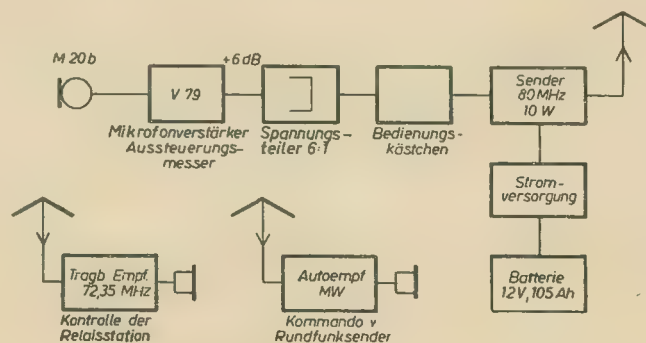 M 20 b
V 79
Mikrofonverstärker
Aussteuerungs-
messer
+6 dB
Spannungs-
teiler 6:1
Bedienungs-
kästchen
Sender
80 MHz
10 W
Strom-
versorgung
Batterie
12V, 105 Ah
Tragb Empf.
72,35 MHz
Kontrolle der
Relaisstation
Autoempf
MW
Kommando v
Rundfunksender